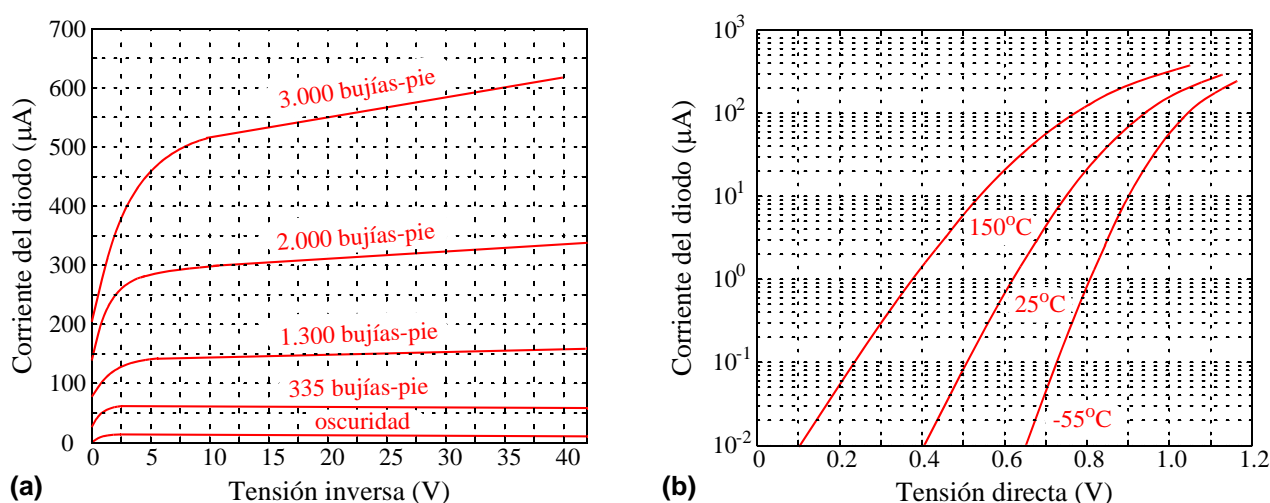 700
600
500
400
300
200
100
0
Corriente del diodo (µA)
3.000 bujías-pie
2.000 bujías-pie
1.300 bujías-pie
335 bujías-pie
oscuridad
0 5 10 15 20 25 30 35 40
Tensión inversa (V)
(a)
10³
10²
10¹
10⁰
10⁻¹
10⁻²
Corriente del diodo (µA)
150°C
25°C
-55°C
0 0.2 0.4 0.6 0.8 1.0 1.2
Tensión directa (V)
(b)